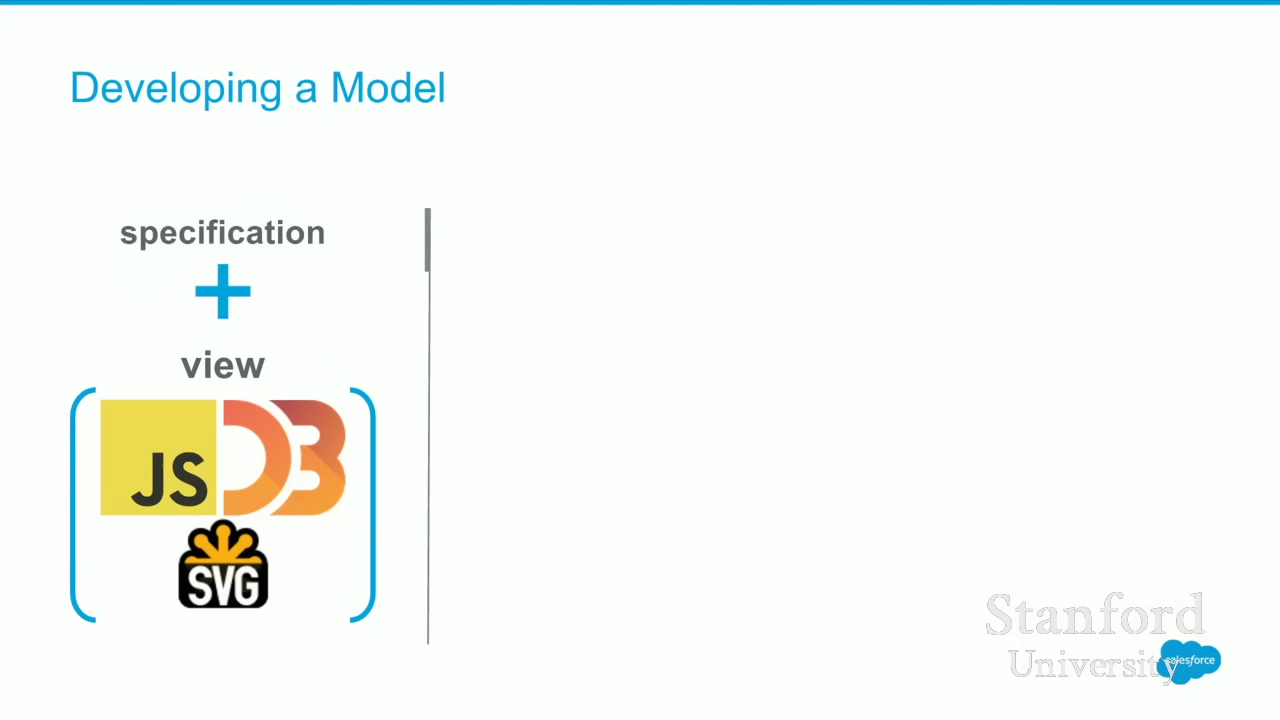 Developing a Model
specification
+
view
JS
D3
SVG
Stanford
University
salesforce